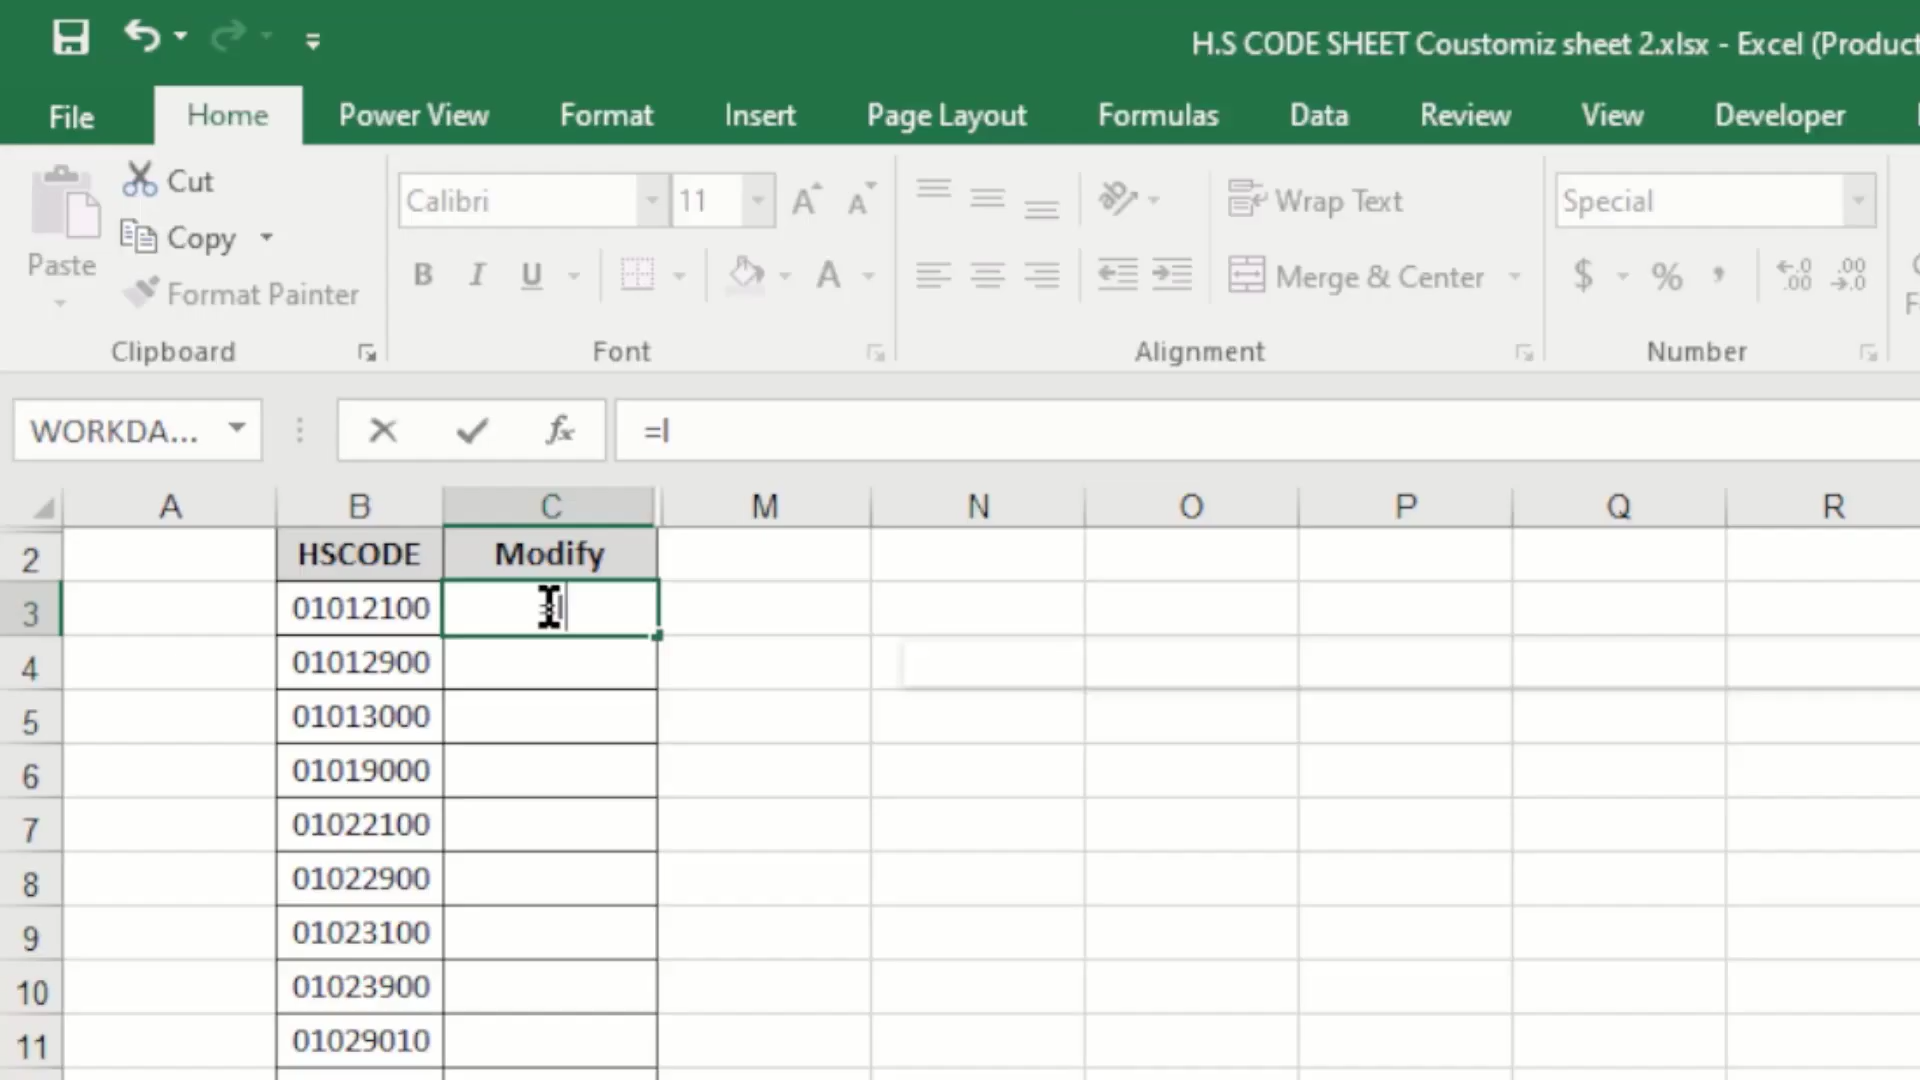 H.S CODE SHEET Coustomiz sheet 2.xlsx - Excel (Product
File Home Power View Format Insert Page Layout Formulas Data Review View Developer
Cut
Copy
Paste
Format Painter
Clipboard
Calibri 11
B I U A
Font
Wrap Text
Merge & Center
Alignment
Special
$ %
Number
WORKDA... fx =I
A B C M N O P Q R
2 HSCODE Modify
3 01012100
4 01012900
5 01013000
6 01019000
7 01022100
8 01022900
9 01023100
10 01023900
11 01029010